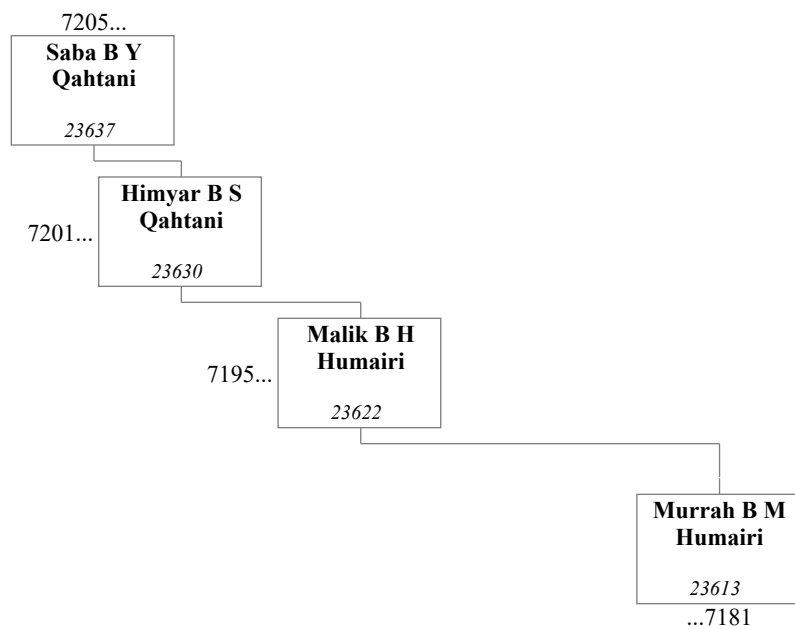 7205...
Saba B Y
Qahtani
23637
Himyar B S
Qahtani
7201...
23630
Malik B H
Humairi
7195...
23622
Murrah B M
Humairi
23613
...7181